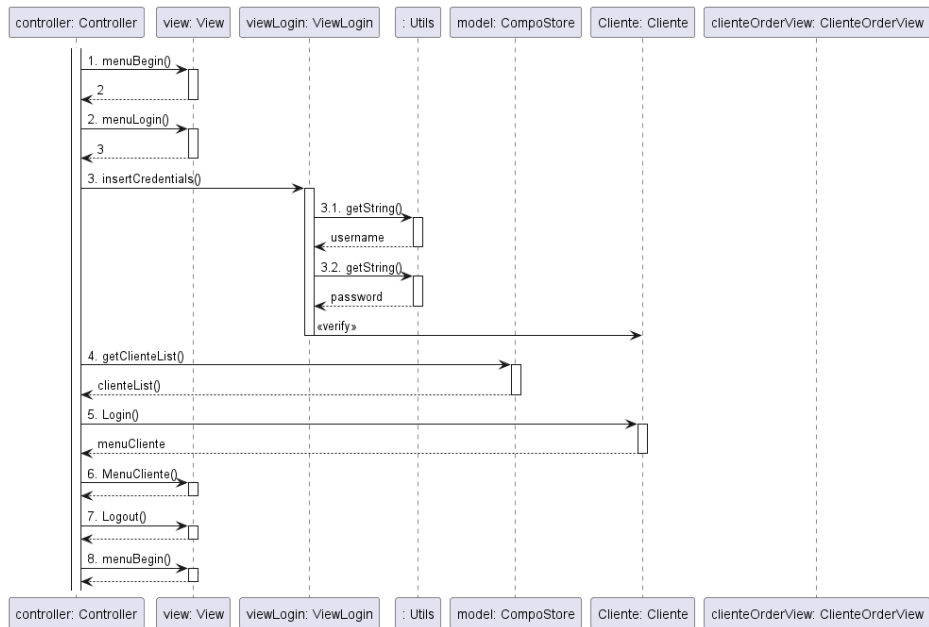 controller: Controller view: View viewLogin: ViewLogin : Utils model: CompoStore Cliente: Cliente clienteOrderView: ClienteOrderView
1. menuBegin()
2
2. menuLogin()
3
3. insertCredentials()
3.1. getString()
username
3.2. getString()
password
«verify»
4. getClienteList()
clienteList()
5. Login()
menuCliente
6. MenuCliente()
7. Logout()
8. menuBegin()
controller: Controller view: View viewLogin: ViewLogin : Utils model: CompoStore Cliente: Cliente clienteOrderView: ClienteOrderView